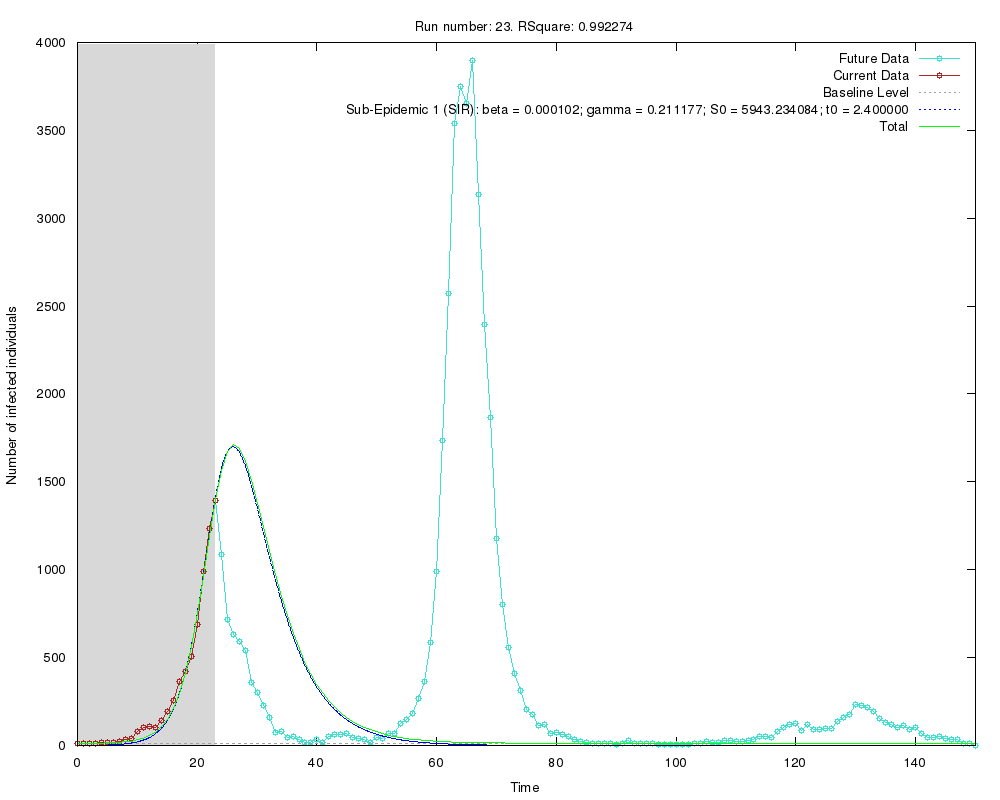 Run number: 23. RSquare: 0.992274
Future Data
Current Data
Baseline Level
Sub-Epidemic 1 (SIR): beta = 0.000102; gamma = 0.211177; S0 = 5943.234084; t0 = 2.400000
Total
Number of infected individuals
4000
3500
3000
2500
2000
1500
1000
500
0
0 20 40 60 80 100 120 140
Time